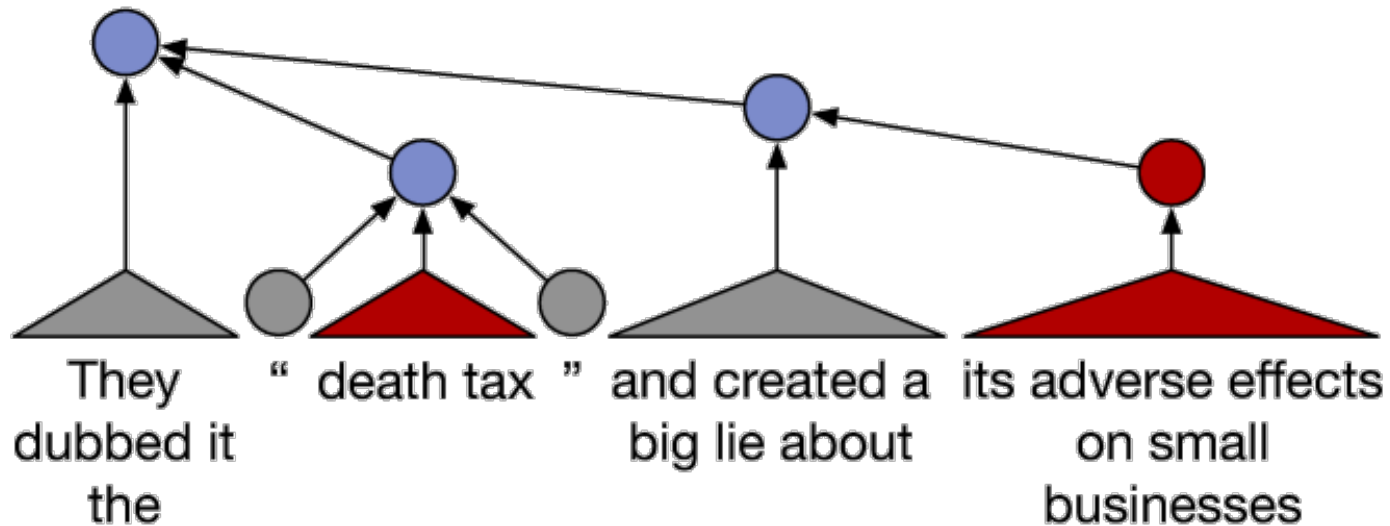 They “ death tax ” and created a its adverse effects
dubbed it big lie about on small
the businesses